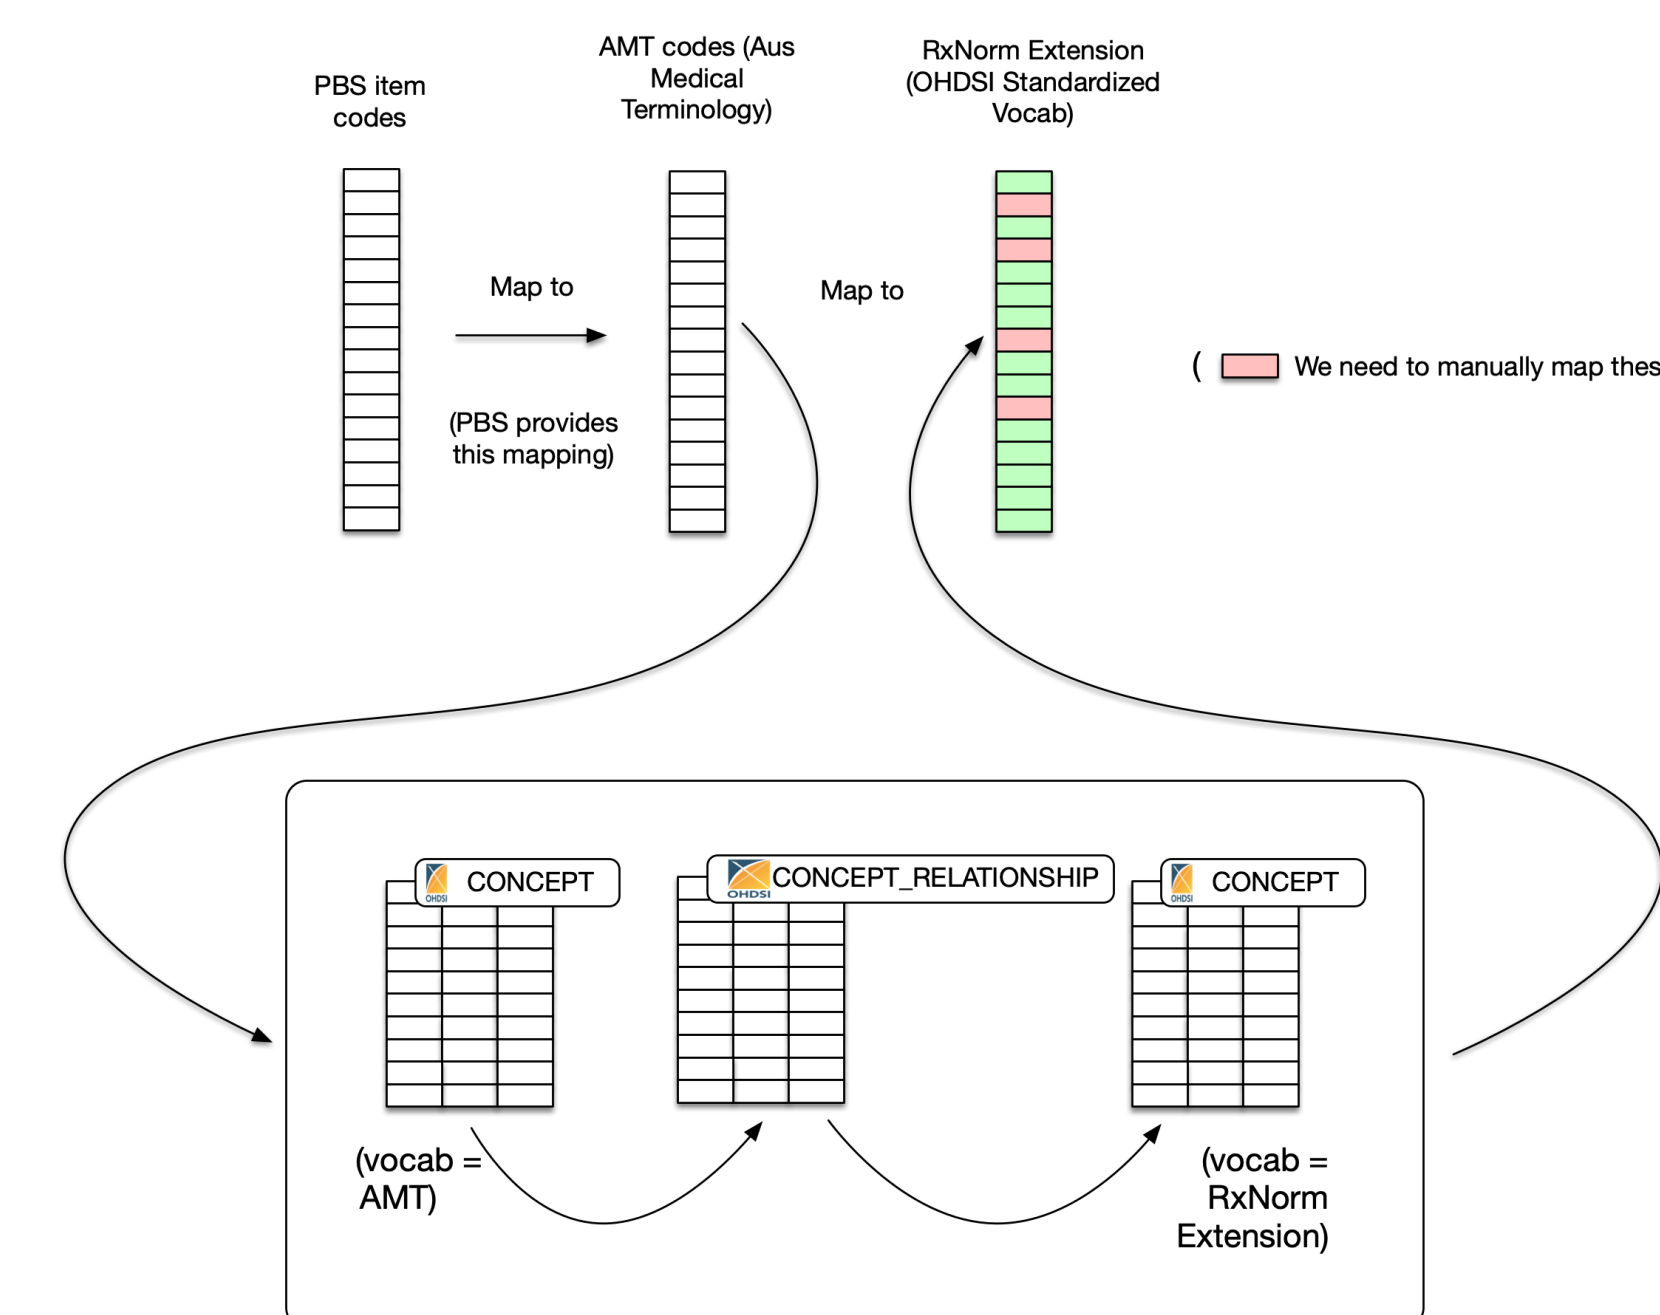 PBS item
codes
AMT codes (Aus
Medical
Terminology)
RxNorm Extension
(OHDSI Standardized
Vocab)
Map to
Map to
(PBS provides
this mapping)
( We need to manually map thes
CONCEPT
OHDSI
CONCEPT_RELATIONSHIP
OHDSI
CONCEPT
OHDSI
(vocab =
AMT)
(vocab =
RxNorm
Extension)